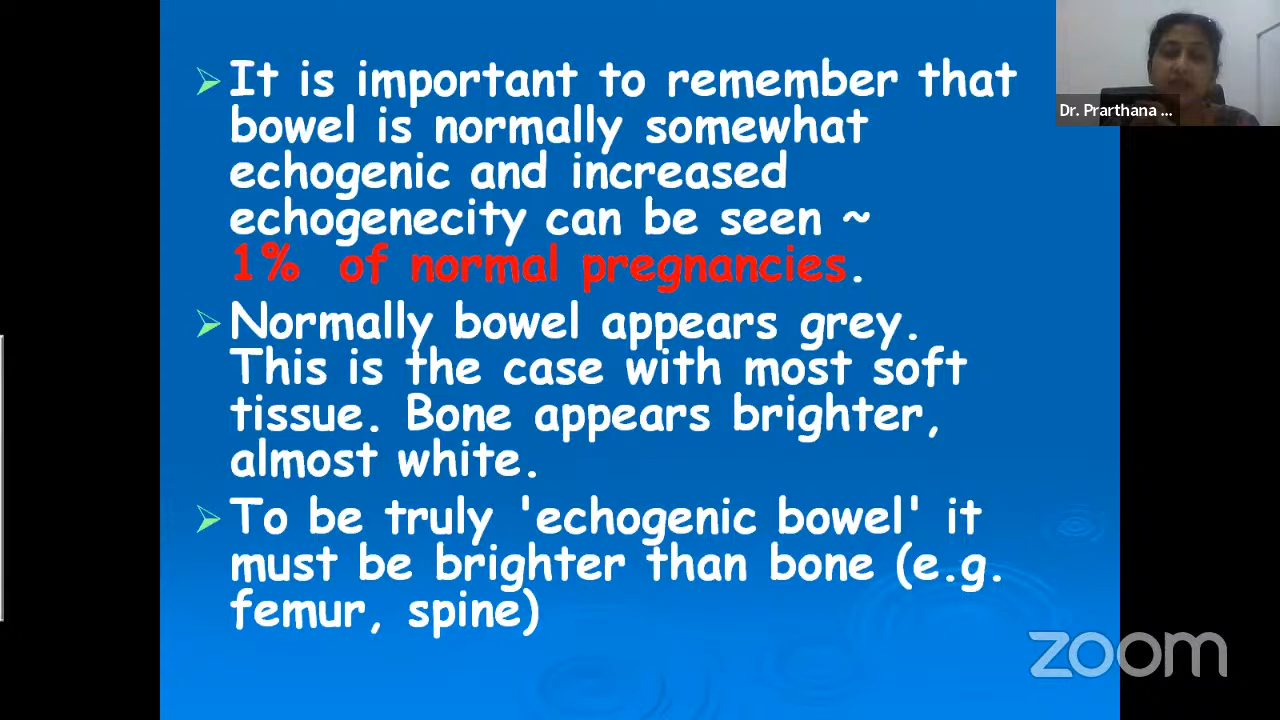 It is important to remember that
bowel is normally somewhat
echogenic and increased
echogenecity can be seen ~
1% of normal pregnancies.
Normally bowel appears grey.
This is the case with most soft
tissue. Bone appears brighter,
almost white.
To be truly 'echogenic bowel' it
must be brighter than bone (e.g.
femur, spine)
Dr. Prarthana ...
zoom